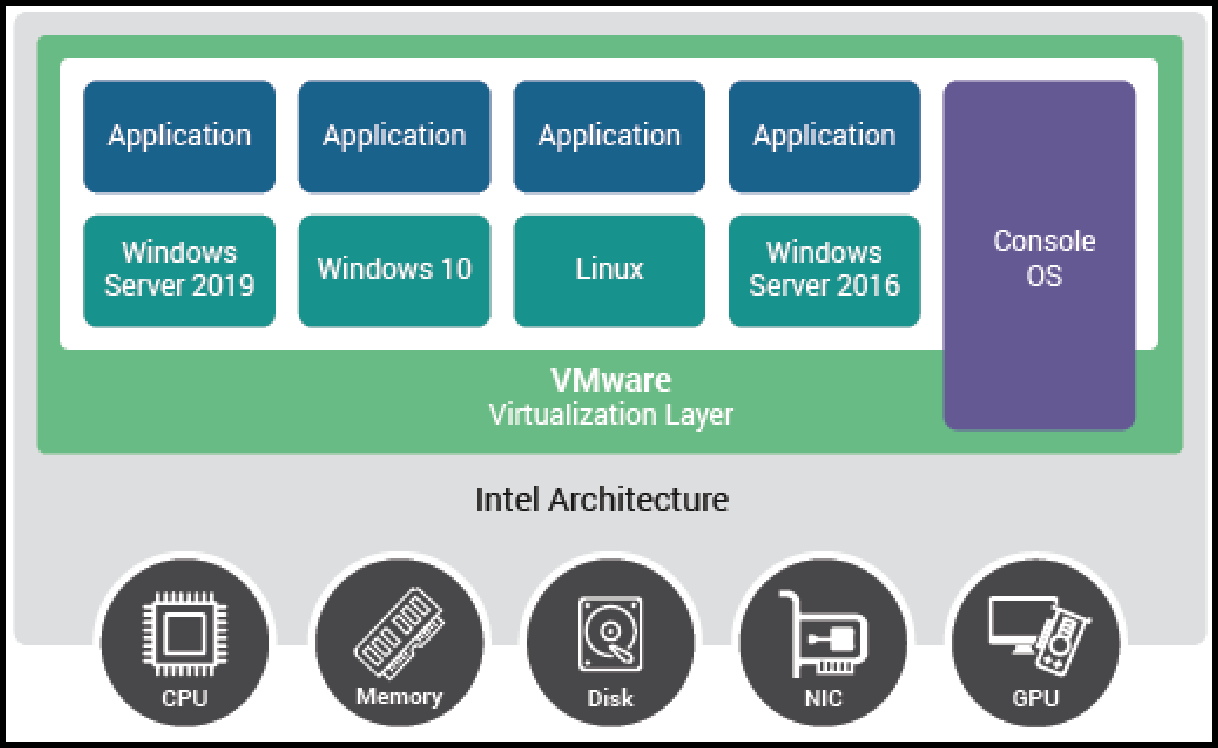 Application
Application
Application
Application
Windows
Server 2019
Windows 10
Linux
Windows
Server 2016
Console
OS
VMware
Virtualization Layer
Intel Architecture
CPU
Memory
Disk
NIC
GPU